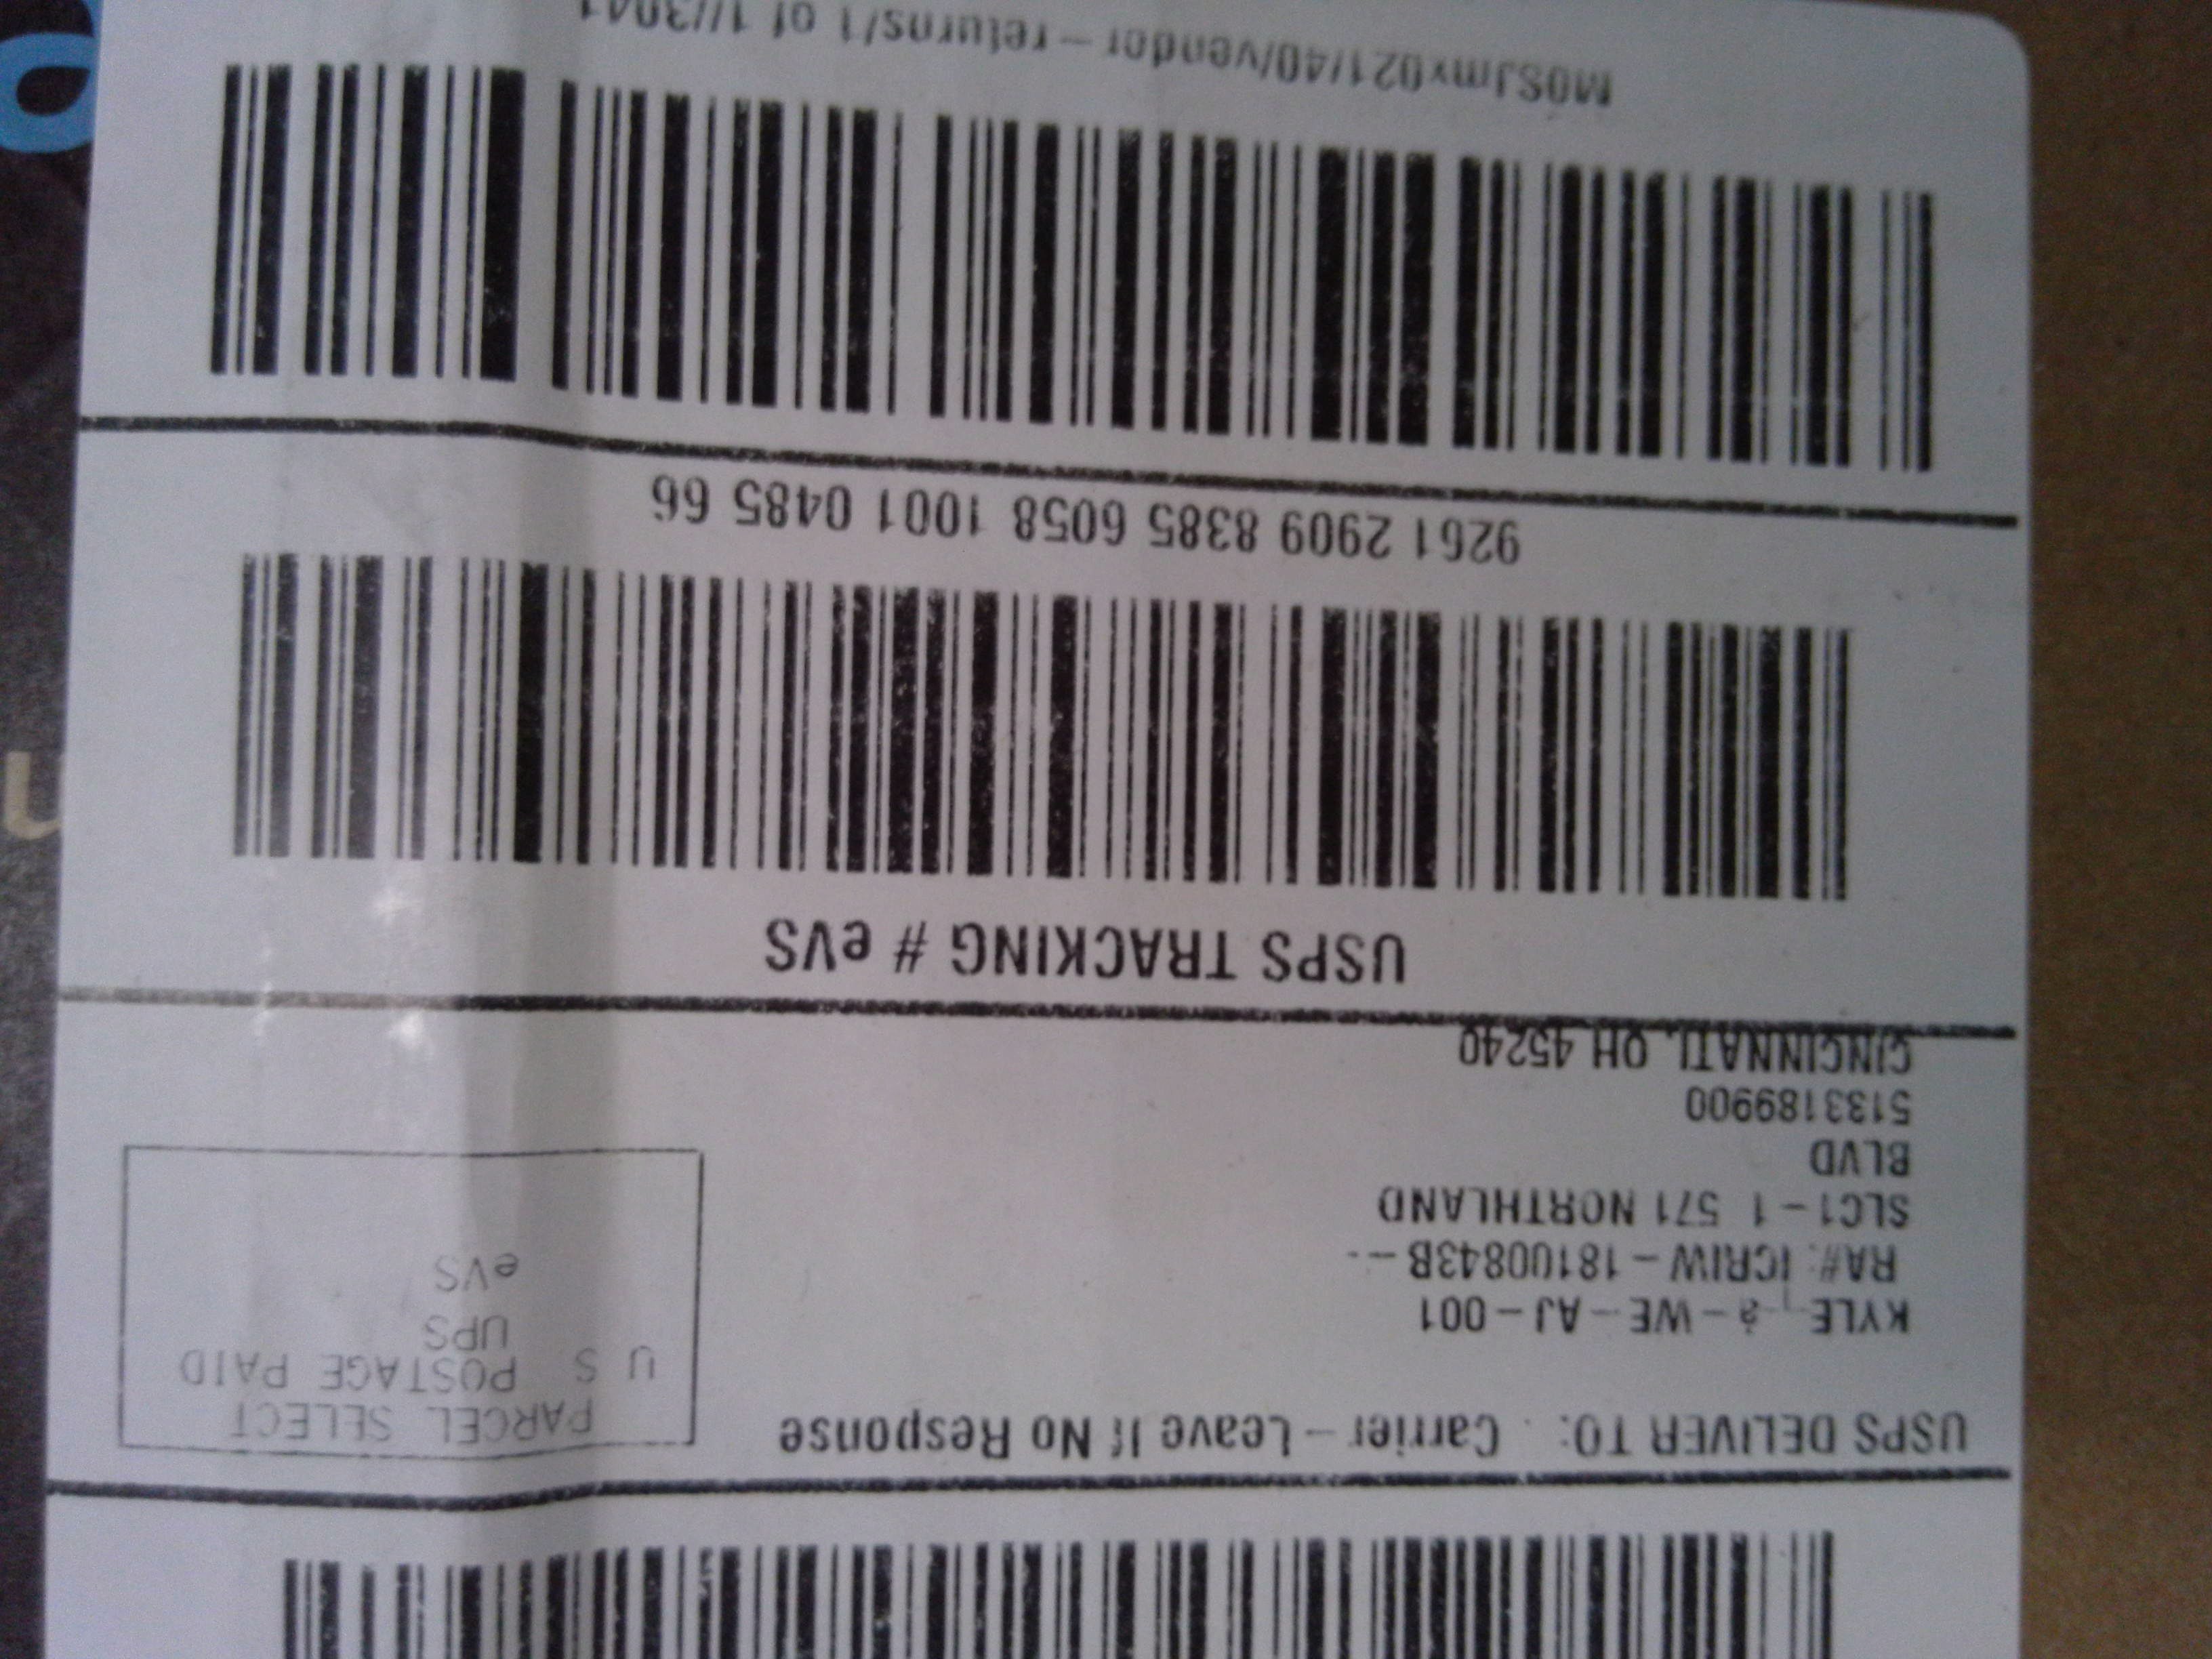 USPS DELIVER TO: Carrier - Leave If No Response
PARCEL SELECT
U S POSTAGE PAID
UPS
eVS
KYLE
WE - AJ - 001
RA#: ICRIW - 18100843B --
SLC1 - 1 571 NORTHLAND
BLVD
5133189900
CINCINNATI, OH 45240
USPS TRACKING # eVS
9261 2909 8385 6058 1001 0485 66
M0SJmx021/40/vendor - returns/1 of 1//3041